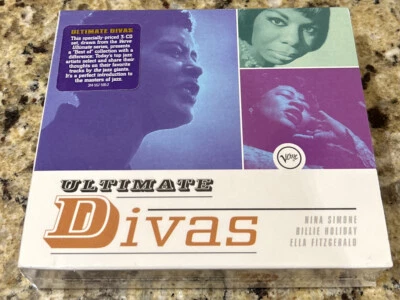 ULTIMATE DIVAS
This specially-priced 3-CD
set, drawn from the Verve
Ultimate series, presents
a "Best of" collection with a
difference: Today's top jazz
artists select and share their
thoughts on their favorite
tracks by the jazz giants.
It's a perfect introduction to
the masters of jazz.
Verve
ULTIMATE
Divas
NINA SIMONE
BILLIE HOLIDAY
ELLA FITZGERALD